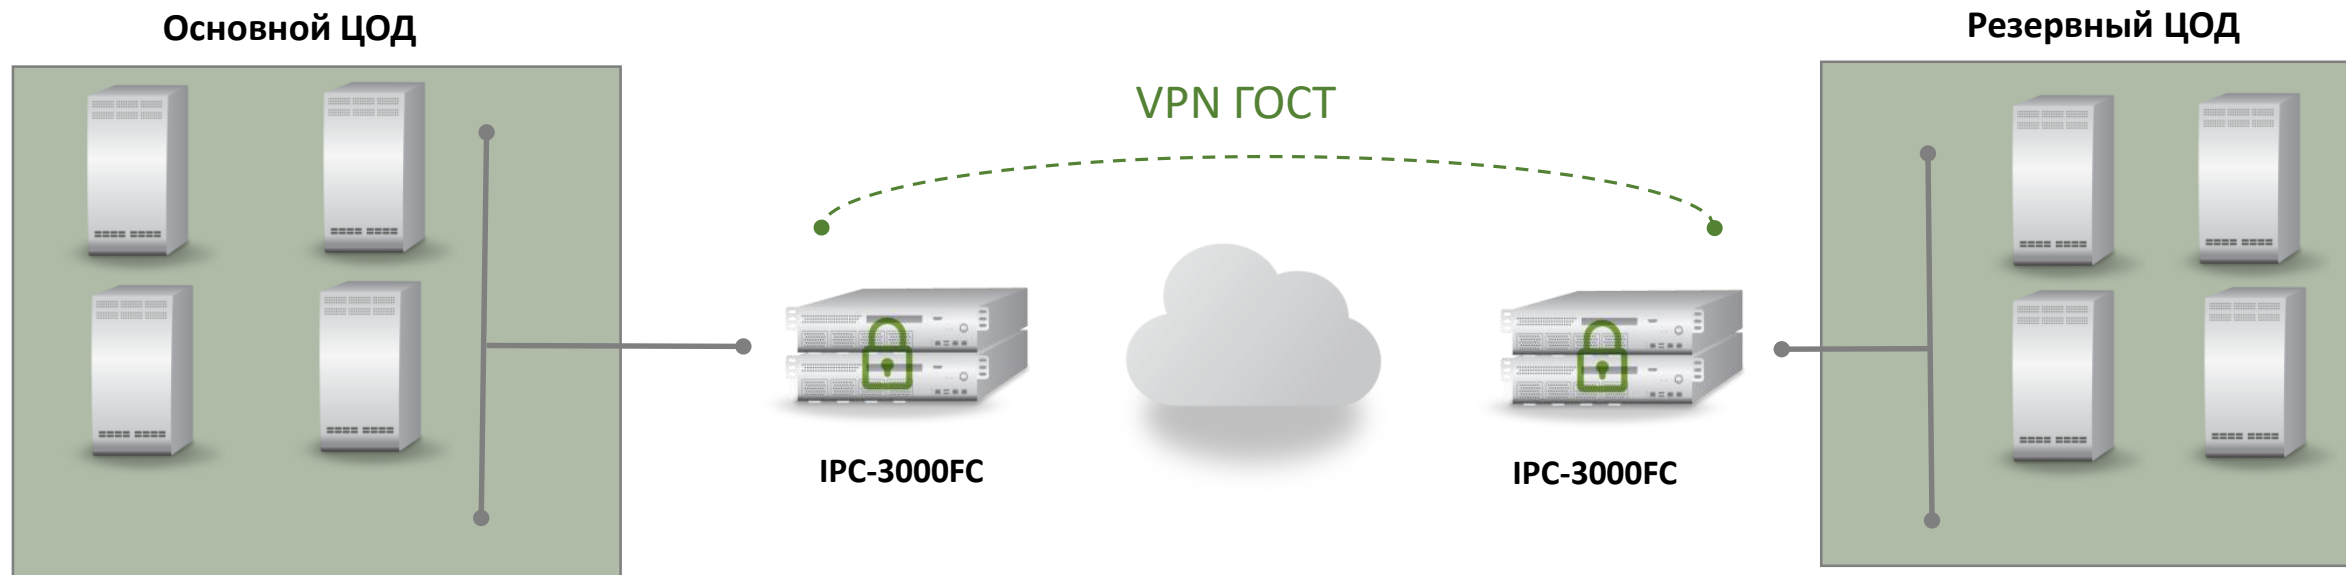 Основной ЦОД
Резервный ЦОД
VPN ГОСТ
IPC-3000FC
IPC-3000FC